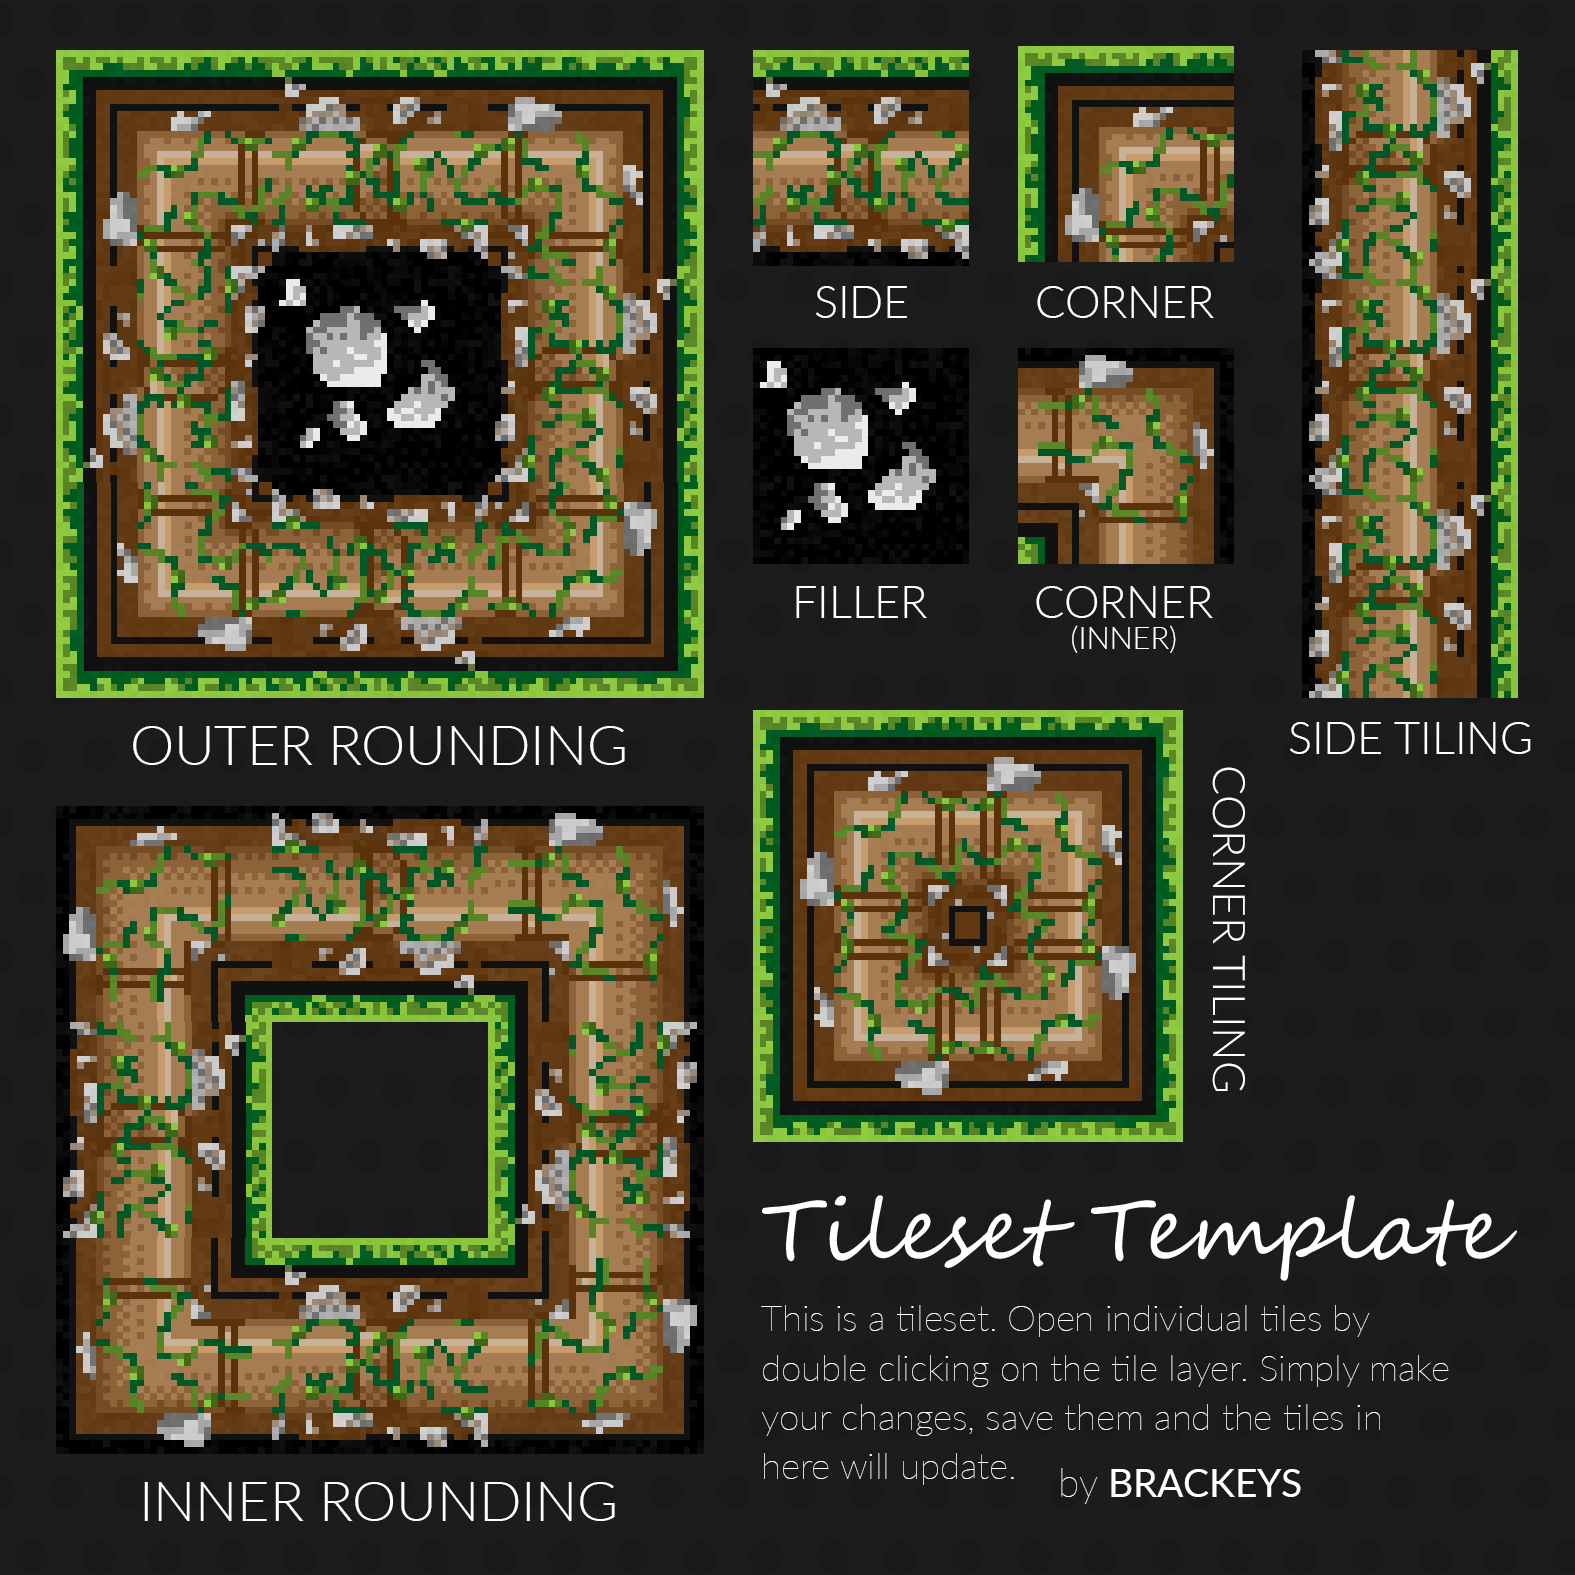 SIDE
CORNER
FILLER
CORNER
(INNER)
OUTER ROUNDING
SIDE TILING
CORNER TILING
INNER ROUNDING
Tileset Template
This is a tileset. Open individual tiles by
double clicking on the tile layer. Simply make
your changes, save them and the tiles in
here will update.
by BRACKEYS